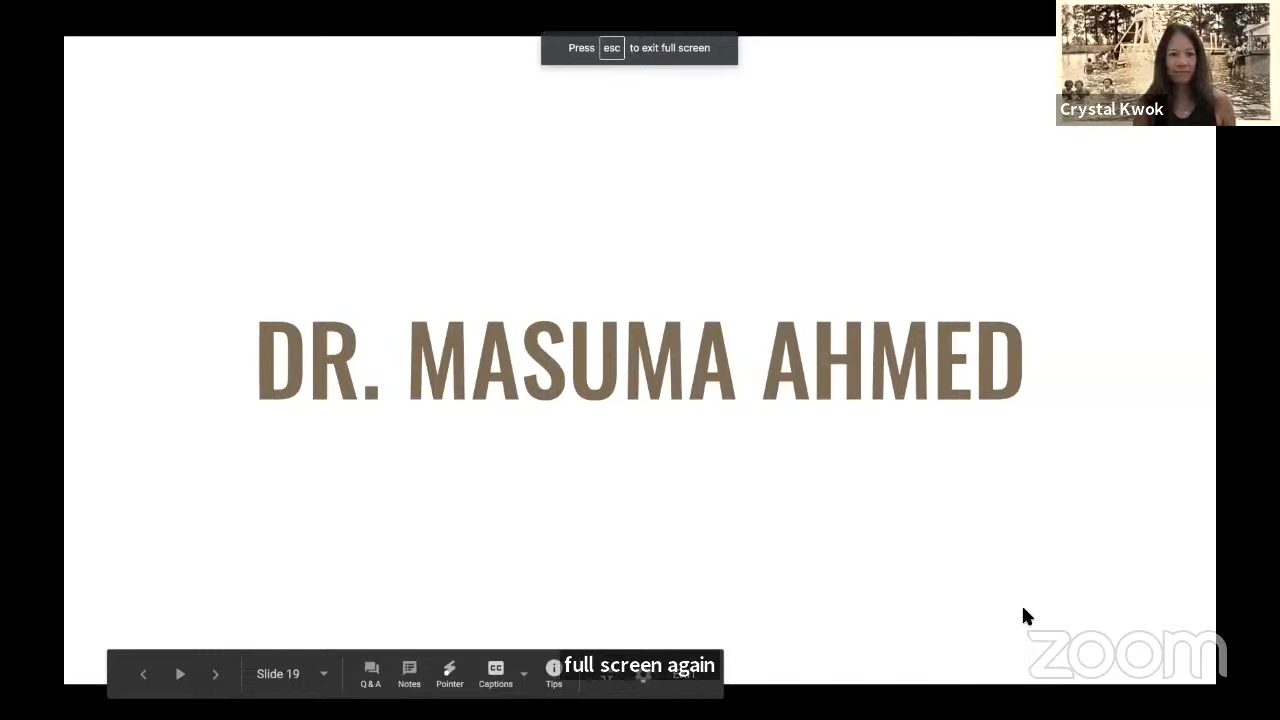 Press esc to exit full screen
Crystal Kwok
DR. MASUMA AHMED
zoom
Slide 19
Q & A
Notes
Pointer
CC
Captions
Tips
full screen again